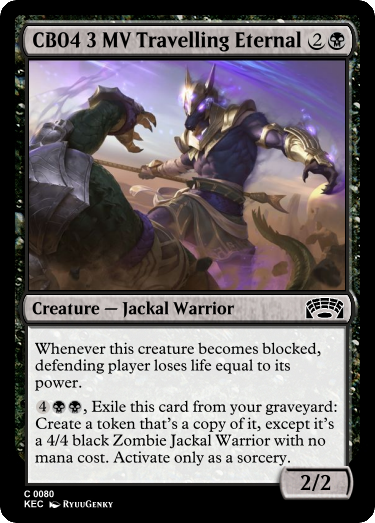 CB04 3 MV Travelling Eternal 2
Creature — Jackal Warrior
Whenever this creature becomes blocked,
defending player loses life equal to its
power.
4, Exile this card from your graveyard:
Create a token that's a copy of it, except it's
a 4/4 black Zombie Jackal Warrior with no
mana cost. Activate only as a sorcery.
2/2
C 0080
KEC RyuuGenky